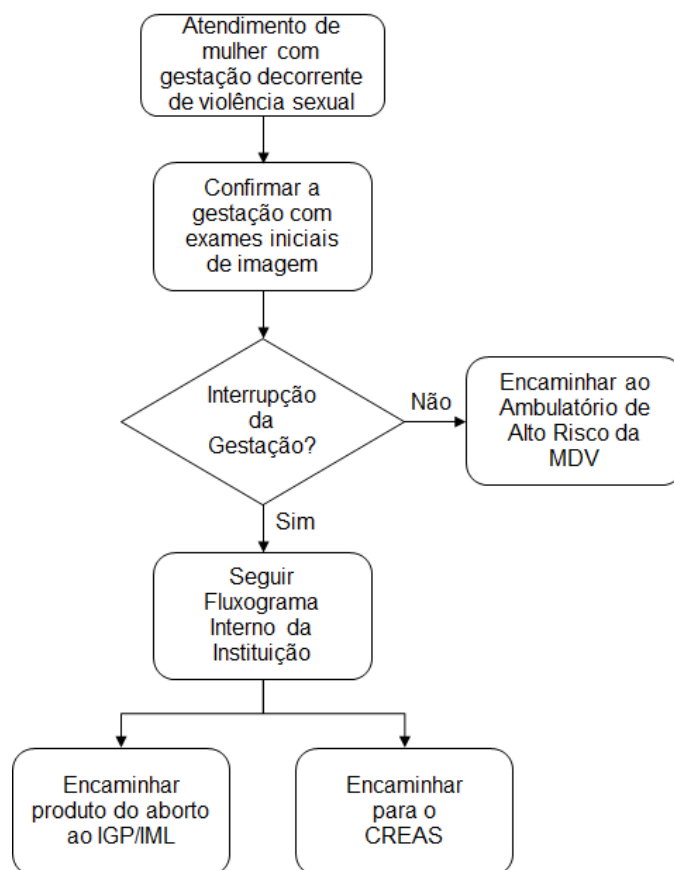 Atendimento de
mulher com
gestação decorrente
de violência sexual
Confirmar a
gestação com
exames iniciais
de imagem
Interrupção
da
Gestação?
Não
Encaminhar ao
Ambulatório de
Alto Risco da
MDV
Sim
Seguir
Fluxograma
Interno da
Instituição
Encaminhar
produto do aborto
ao IGP/IML
Encaminhar
para o
CREAS